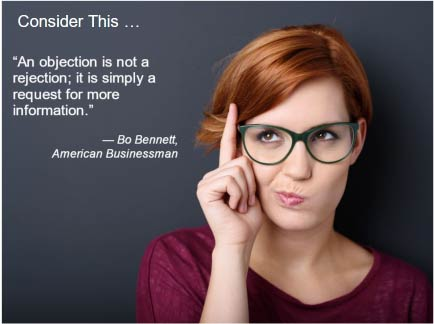 Consider This …
“An objection is not a
rejection; it is simply a
request for more
information.”
— Bo Bennett,
American Businessman